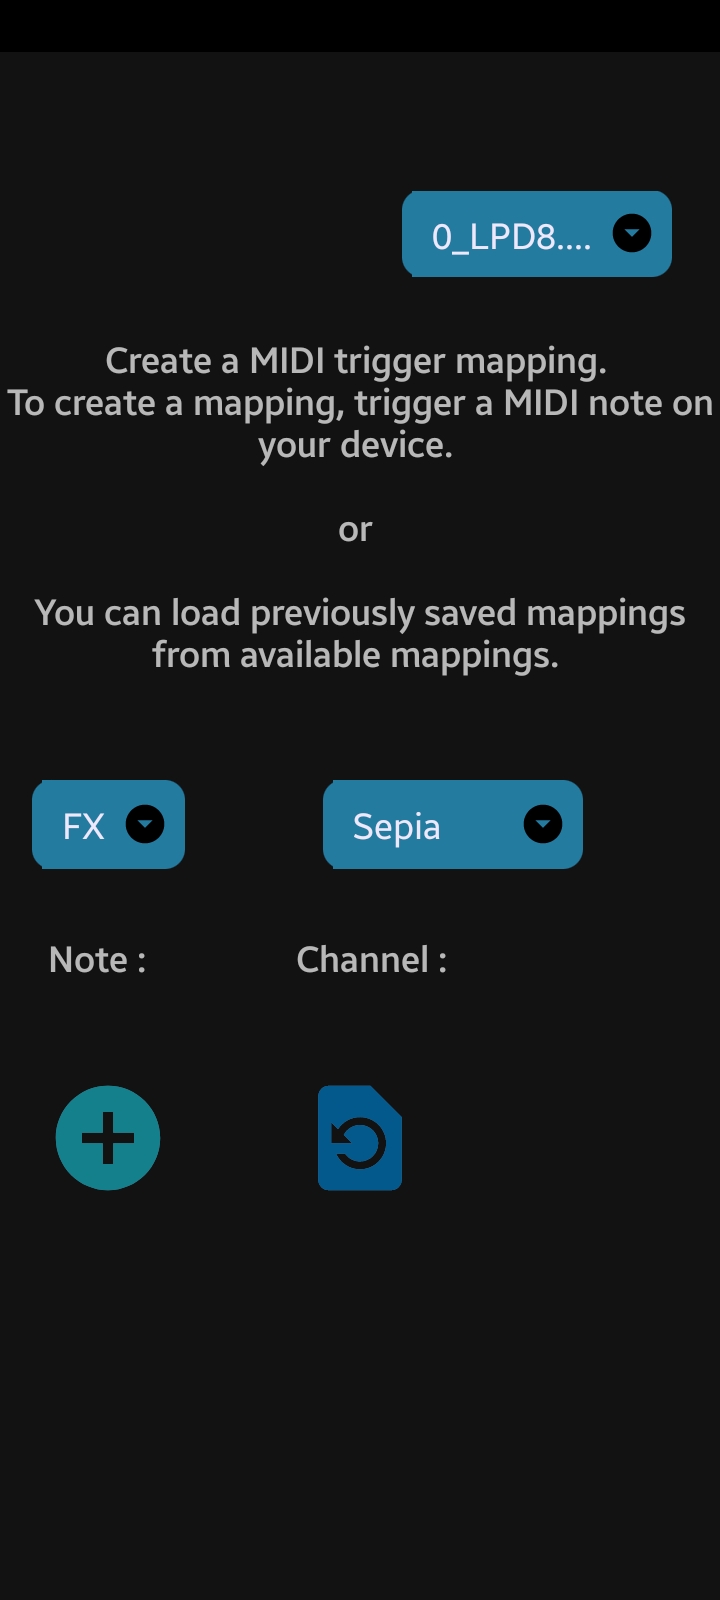 0_LPD8....
Create a MIDI trigger mapping.
To create a mapping, trigger a MIDI note on
your device.
or
You can load previously saved mappings
from available mappings.
FX
Sepia
Note :
Channel :